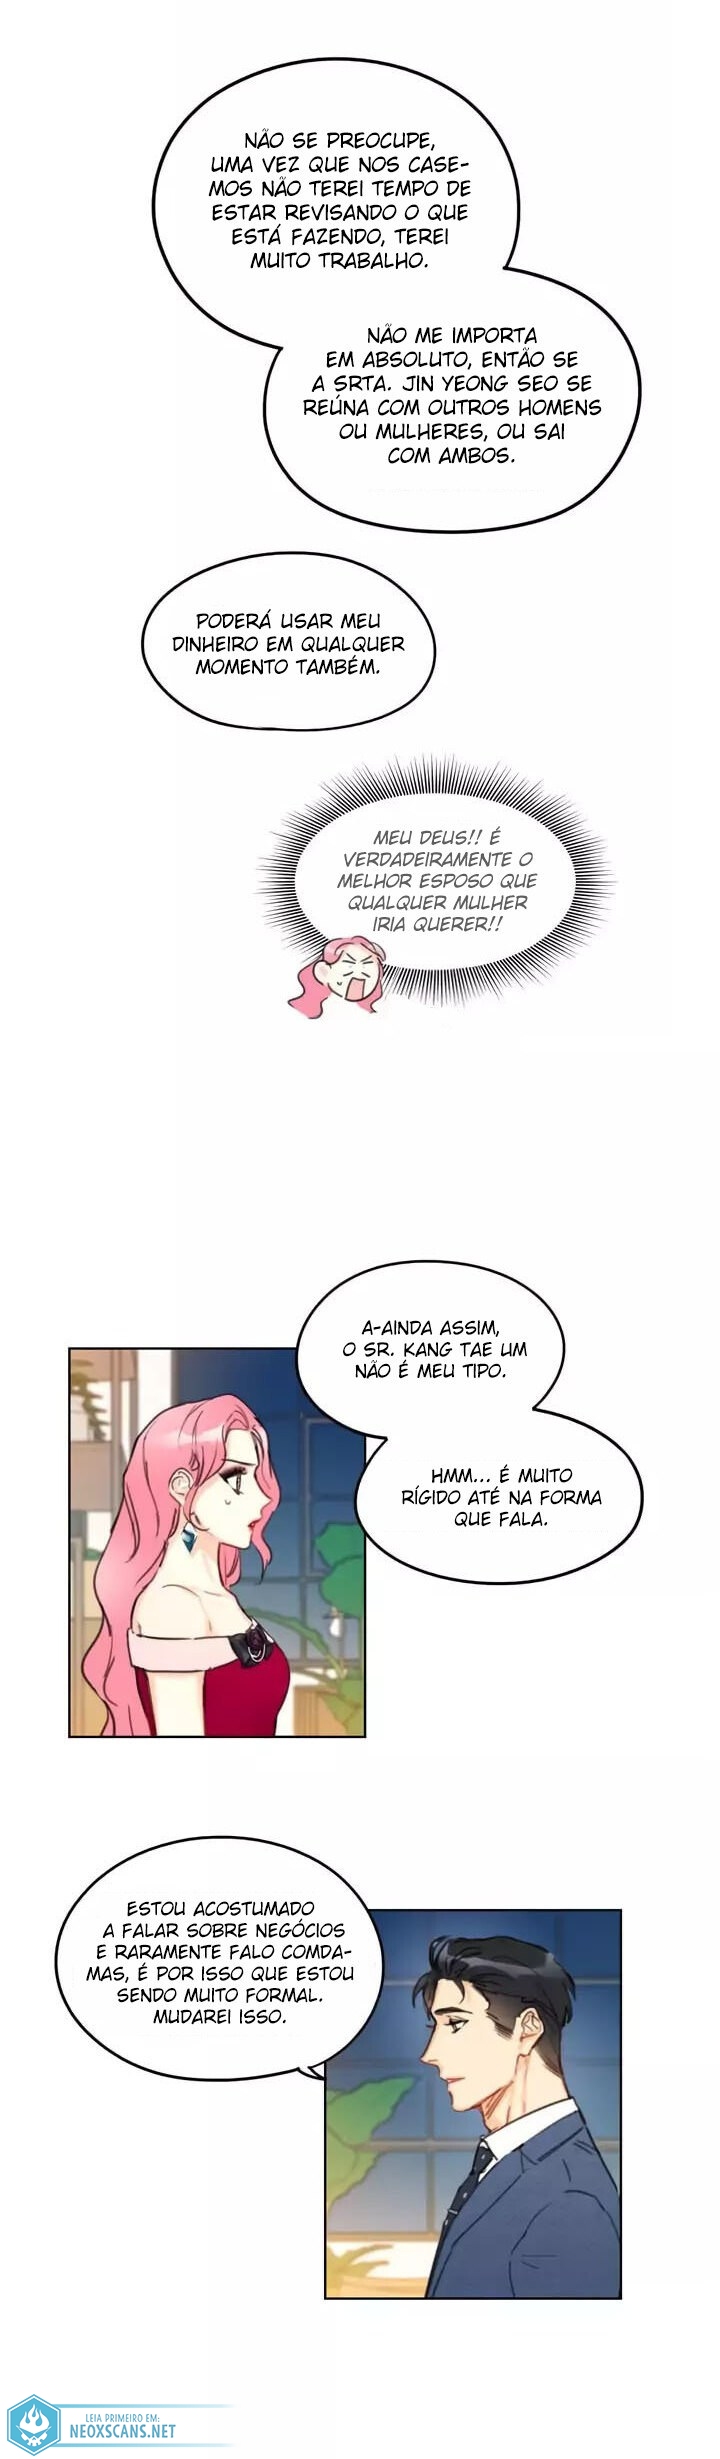 NÃO SE PREOCUPE,
UMA VEZ QUE NOS CASE-
MOS NÃO TEREI TEMPO DE
ESTAR REVISANDO O QUE
ESTÁ FAZENDO, TEREI
MUITO TRABALHO.
NÃO ME IMPORTA
EM ABSOLUTO, ENTÃO SE
A SRTA. JIN YEONG SEO SE
REÚNA COM OUTROS HOMENS
OU MULHERES, OU SAI
COM AMBOS.
PODERÁ USAR MEU
DINHEIRO EM QUALQUER
MOMENTO TAMBÉM.
MEU DEUS!! É
VERDADEIRAMENTE O
MELHOR ESPOSO QUE
QUALQUER MULHER
IRIA QUERER!!
A-AINDA ASSIM,
O SR. KANG TAE UM
NÃO É MEU TIPO.
HMM... É MUITO
RÍGIDO ATÉ NA FORMA
QUE FALA.
ESTOU ACOSTUMADO
A FALAR SOBRE NEGÓCIOS
E RARAMENTE FALO COMDA-
MAS, É POR ISSO QUE ESTOU
SENDO MUITO FORMAL.
MUDAREI ISSO.
LEIA PRIMEIRO EM:
NEOXSCANS.NET